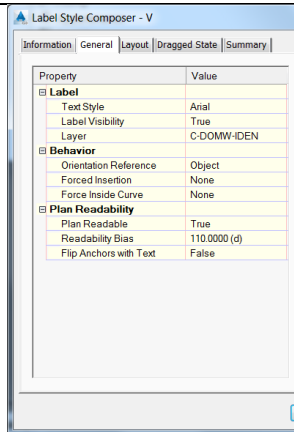 Label Style Composer - V
Information General Layout Dragged State Summary
Property Value
Label
Text Style Arial
Label Visibility True
Layer C-DOMW-IDEN
Behavior
Orientation Reference Object
Forced Insertion None
Force Inside Curve None
Plan Readability
Plan Readable True
Readability Bias 110.0000 (d)
Flip Anchors with Text False